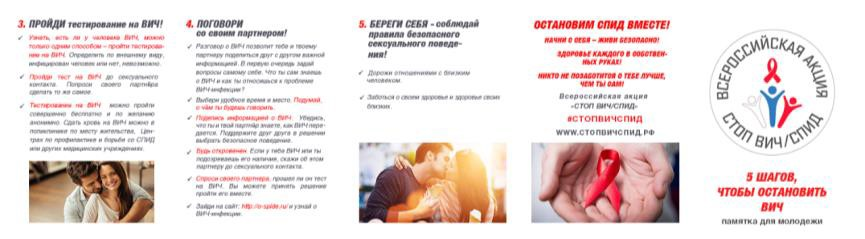 3. ПРОЙДИ тестирование на ВИЧ!
✓ Узнать, есть ли у человека ВИЧ, можно
только одним способом – пройти тестирова-
ние на ВИЧ. Определить по внешнему виду,
инфицирован человек или нет, невозможно.
✓ Пройди тест на ВИЧ до сексуального
контакта. Попроси своего партнёра
сделать то же самое.
✓ Тестирование на ВИЧ можно пройти
совершенно бесплатно и по желанию
анонимно. Сдать кровь на ВИЧ можно в
поликлинике по месту жительства, Цен-
трах по профилактике и борьбе со СПИД
или других медицинских учреждениях.
4. ПОГОВОРИ
со своим партнером!
✓ Разговор о ВИЧ позволит тебе и твоему
партнеру поделиться друг с другом важной
информацией. В первую очередь задай
вопросы самому себе. Что ты сам знаешь
о ВИЧ и как ты относишься к проблеме
ВИЧ-инфекции?
✓ Выбери удобное время и место. Подумай,
о чём ты будешь говорить.
✓ Поделись информацией о ВИЧ. Убедись,
что ты и твой партнёр знаете, как ВИЧ пере-
дается. Поддержите друг друга в решении
выбрать безопасное поведение.
✓ Будь откровенен. Если у тебя ВИЧ или ты
подозреваешь его наличие, скажи об этом
партнеру до сексуального контакта.
✓ Спроси своего партнера, прошел ли он тест
на ВИЧ. Вы можете принять решение
пройти его вместе.
✓ Зайди на сайт: http://o-spide.ru/ и узнай о
ВИЧ-инфекции.
5. БЕРЕГИ СЕБЯ – соблюдай
правила безопасного
сексуального поведе-
ния!
✓ Дорожи отношениями с близким
человеком.
✓ Заботься о своем здоровье и здоровье своих
близких.
ОСТАНОВИМ СПИД ВМЕСТЕ!
НАЧНИ С СЕБЯ – ЖИВИ БЕЗОПАСНО!
ЗДОРОВЬЕ КАЖДОГО В СОБСТВЕН-
НЫХ РУКАХ!
НИКТО НЕ ПОЗАБОТИТСЯ О ТЕБЕ ЛУЧШЕ,
ЧЕМ ТЫ САМ!
Всероссийская акция
«СТОП ВИЧ/СПИД»
#СТОПВИЧСПИД
WWW.СТОПВИЧСПИД.РФ
ВСЕРОССИЙСКАЯ АКЦИЯ
СТОП ВИЧ/СПИД
5 ШАГОВ,
ЧТОБЫ ОСТАНОВИТЬ
ВИЧ
памятка для молодежи